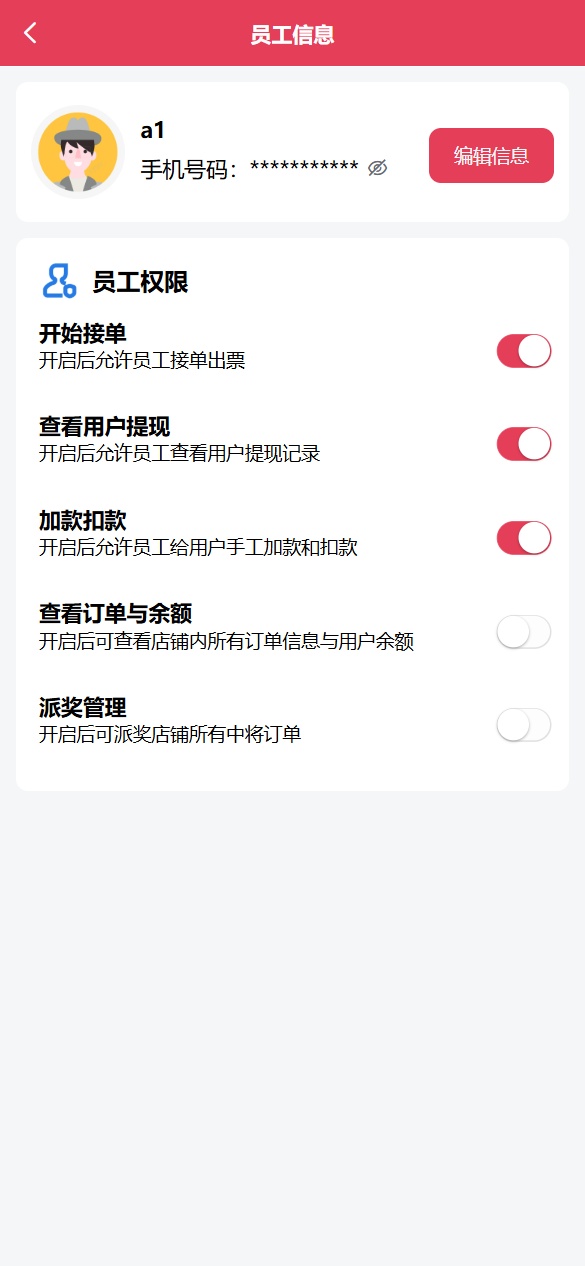 员工信息
a1
手机号码：***********
编辑信息
员工权限
开始接单
开启后允许员工接单出票
查看用户提现
开启后允许员工查看用户提现记录
加款扣款
开启后允许员工给用户手工加款和扣款
查看订单与余额
开启后可查看店铺内所有订单信息与用户余额
派奖管理
开启后可派奖店铺所有中将订单